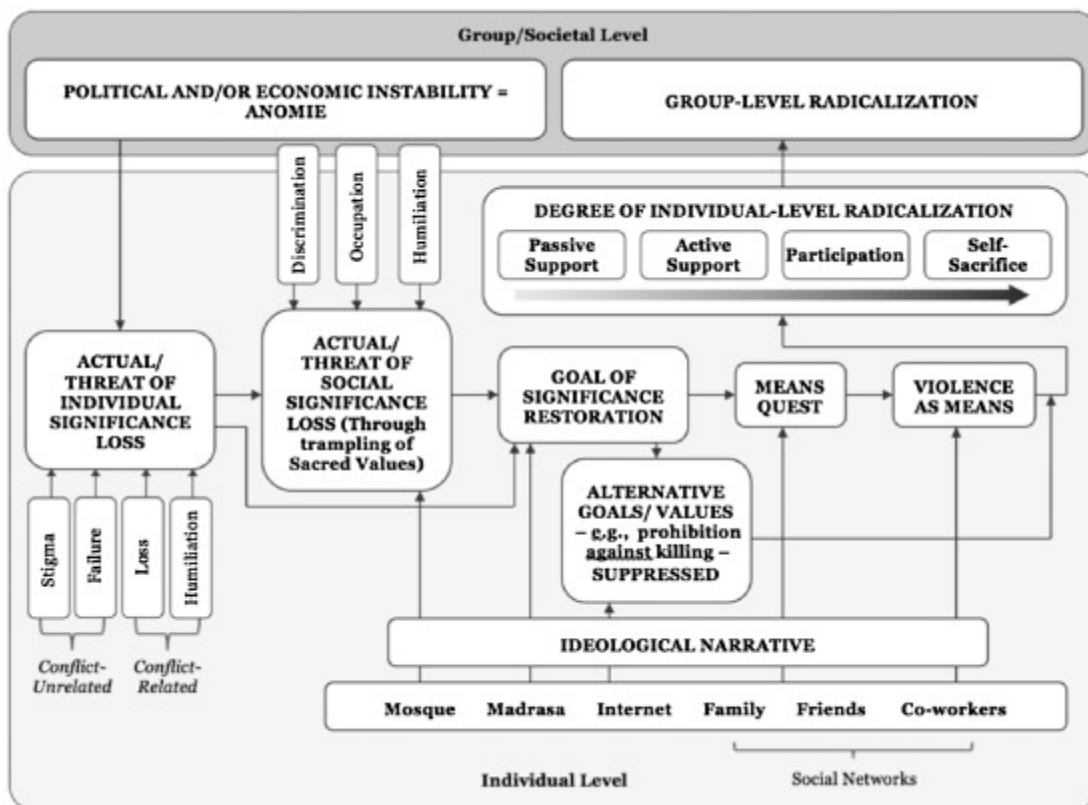 Group/Societal Level
POLITICAL AND/OR ECONOMIC INSTABILITY =
ANOMIE
GROUP-LEVEL RADICALIZATION
Discrimination
Occupation
Humiliation
DEGREE OF INDIVIDUAL-LEVEL RADICALIZATION
Passive
Support
Active
Support
Participation
Self-
Sacrifice
ACTUAL/
THREAT OF
INDIVIDUAL
SIGNIFICANCE
LOSS
ACTUAL/
THREAT OF
SOCIAL
SIGNIFICANCE
LOSS (Through
trampling of
Sacred Values)
GOAL OF
SIGNIFICANCE
RESTORATION
MEANS
QUEST
VIOLENCE
AS MEANS
ALTERNATIVE
GOALS/ VALUES
– e.g., prohibition
against killing –
SUPPRESSED
Stigma
Failure
Loss
Humiliation
Conflict-
Unrelated
Conflict-
Related
IDEOLOGICAL NARRATIVE
Mosque Madrasa Internet Family Friends Co-workers
Individual Level
Social Networks